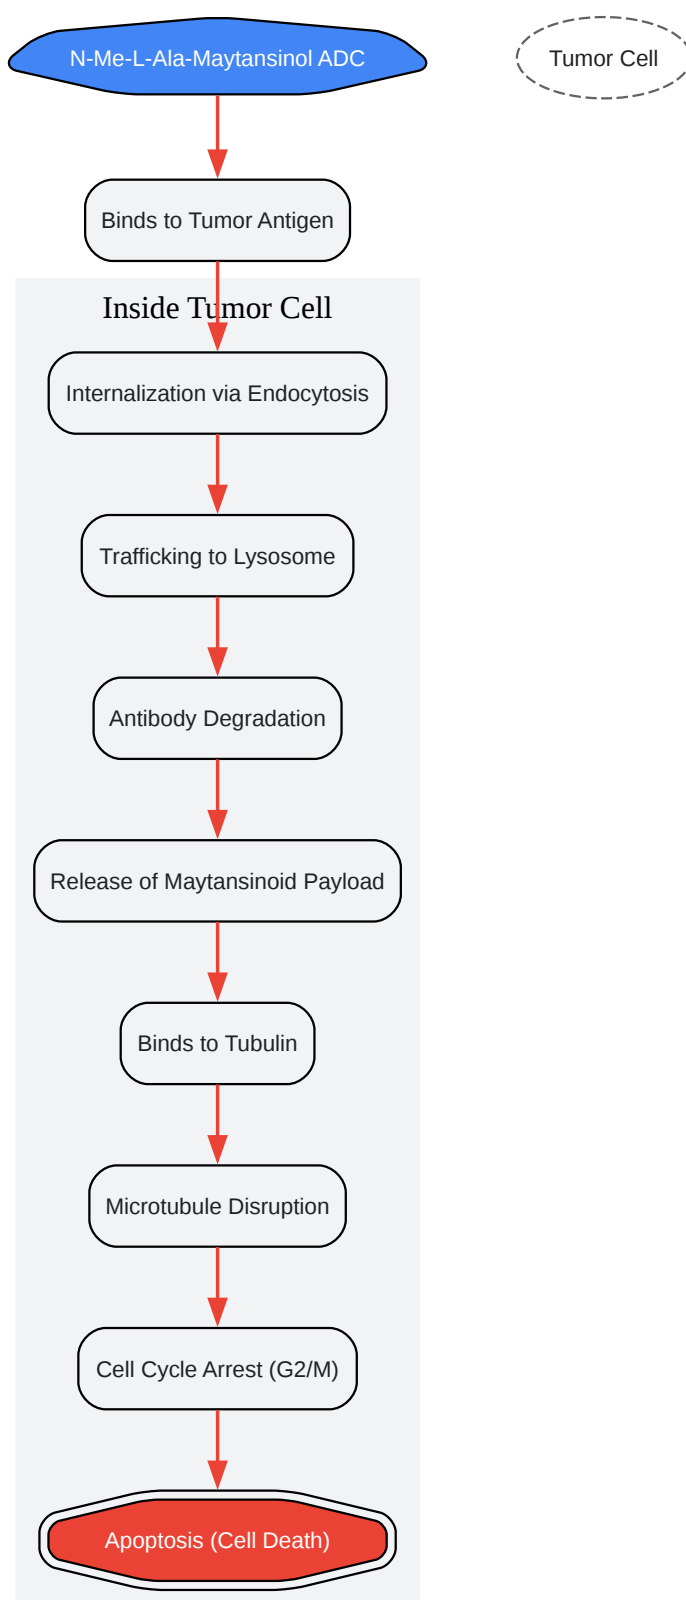 N-Me-L-Ala-Maytansinol ADC
Tumor Cell
Binds to Tumor Antigen
Inside Tumor Cell
Internalization via Endocytosis
Trafficking to Lysosome
Antibody Degradation
Release of Maytansinoid Payload
Binds to Tubulin
Microtubule Disruption
Cell Cycle Arrest (G2/M)
Apoptosis (Cell Death)